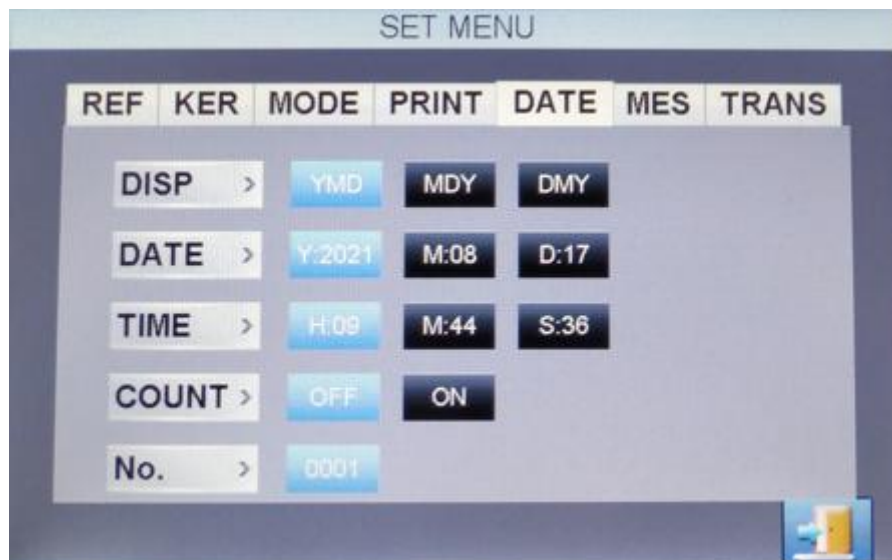 SET MENU
REF KER MODE PRINT DATE MES TRANS
DISP > YMD MDY DMY
DATE > Y:2021 M:08 D:17
TIME > H:09 M:44 S:36
COUNT > OFF ON
No. > 0001